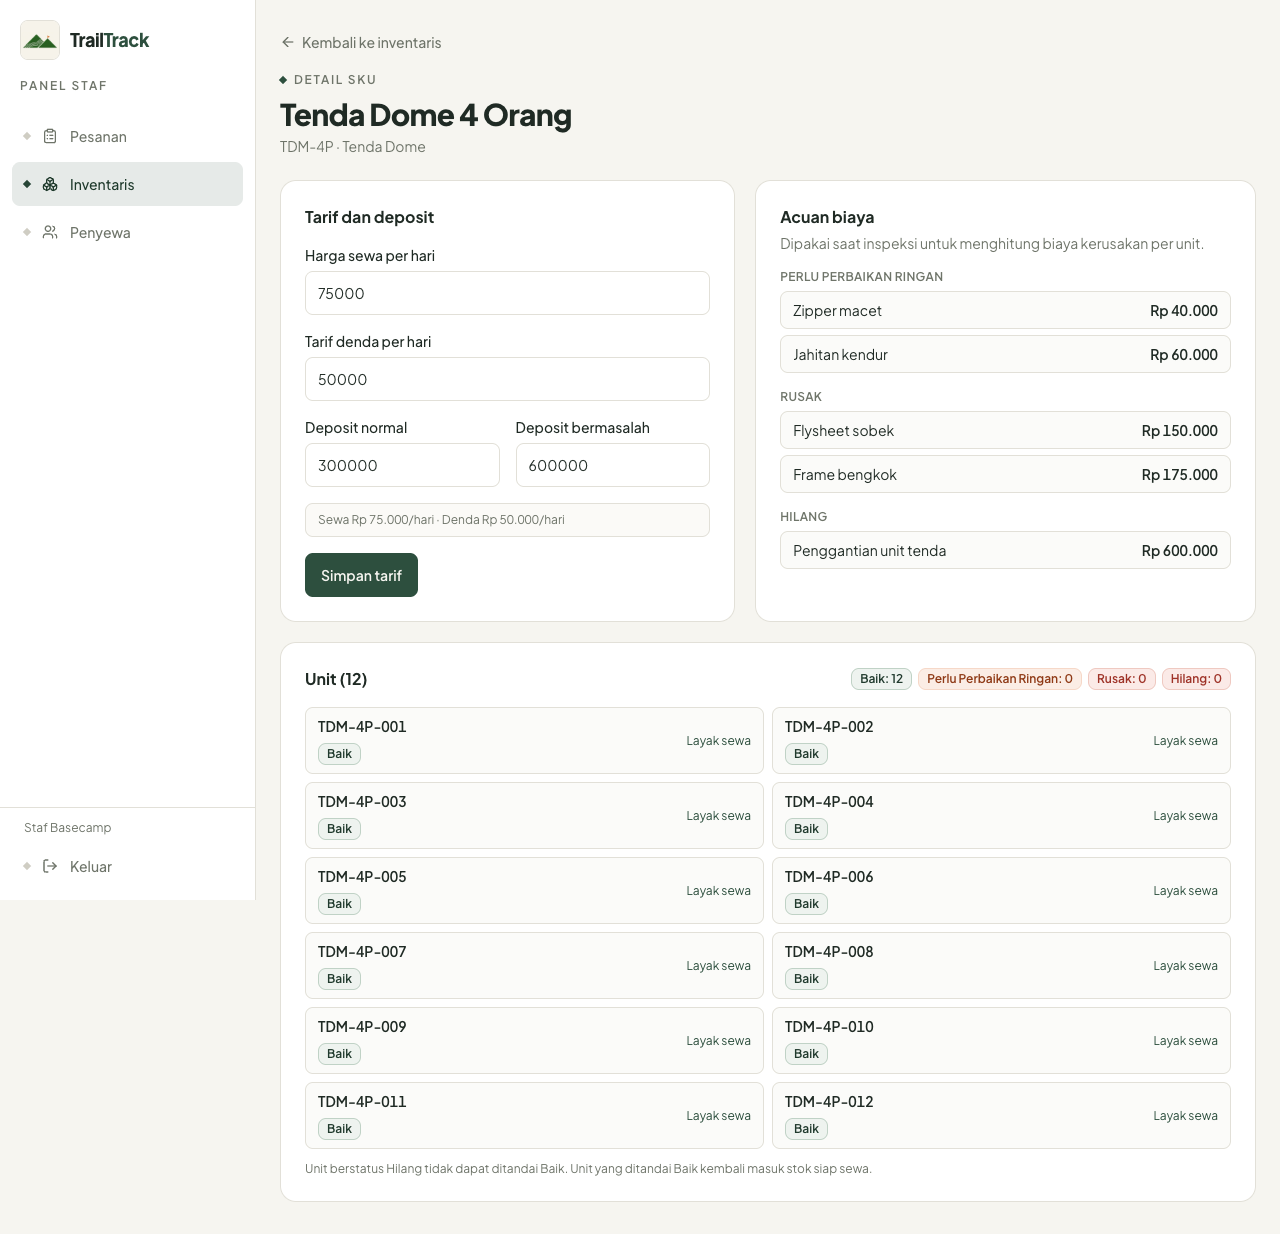 TrailTrack
PANEL STAF
Pesanan
Inventaris
Penyewa
Staf Basecamp
Keluar
Kembali ke inventaris
DETAIL SKU
Tenda Dome 4 Orang
TDM-4P · Tenda Dome
Tarif dan deposit
Harga sewa per hari
75000
Tarif denda per hari
50000
Deposit normal
300000
Deposit bermasalah
600000
Sewa Rp 75.000/hari · Denda Rp 50.000/hari
Simpan tarif
Acuan biaya
Dipakai saat inspeksi untuk menghitung biaya kerusakan per unit.
PERLU PERBAIKAN RINGAN
Zipper macet Rp 40.000
Jahitan kendur Rp 60.000
RUSAK
Flysheet sobek Rp 150.000
Frame bengkok Rp 175.000
HILANG
Penggantian unit tenda Rp 600.000
Unit (12)
Baik: 12
Perlu Perbaikan Ringan: 0
Rusak: 0
Hilang: 0
TDM-4P-001
Baik
Layak sewa
TDM-4P-002
Baik
Layak sewa
TDM-4P-003
Baik
Layak sewa
TDM-4P-004
Baik
Layak sewa
TDM-4P-005
Baik
Layak sewa
TDM-4P-006
Baik
Layak sewa
TDM-4P-007
Baik
Layak sewa
TDM-4P-008
Baik
Layak sewa
TDM-4P-009
Baik
Layak sewa
TDM-4P-010
Baik
Layak sewa
TDM-4P-011
Baik
Layak sewa
TDM-4P-012
Baik
Layak sewa
Unit berstatus Hilang tidak dapat ditandai Baik. Unit yang ditandai Baik kembali masuk stok siap sewa.